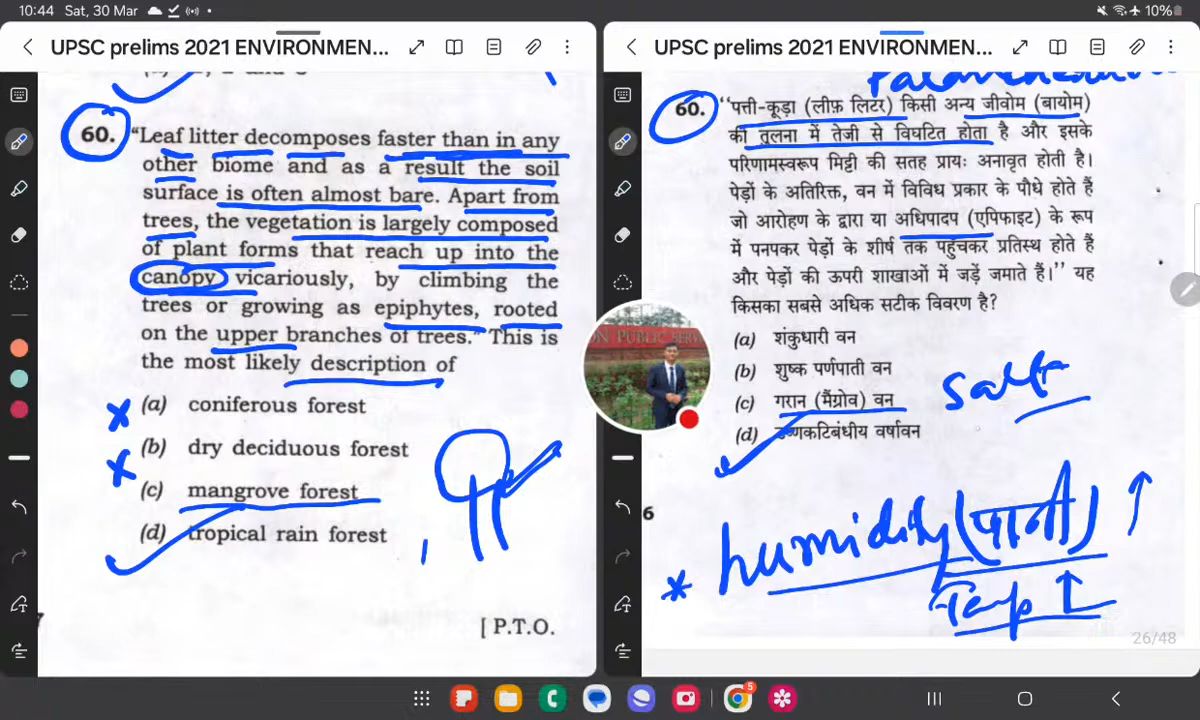 10:44 Sat, 30 Mar
10%
UPSC prelims 2021 ENVIRONMEN...
60. "Leaf litter decomposes faster than in any
other biome and as a result the soil
surface is often almost bare. Apart from
trees, the vegetation is largely composed
of plant forms that reach up into the
canopy vicariously, by climbing the
trees or growing as epiphytes, rooted
on the upper branches of trees." This is
the most likely description of
(a) coniferous forest
(b) dry deciduous forest
(c) mangrove forest
(d) tropical rain forest
[ P.T.O.
UPSC prelims 2021 ENVIRONMEN...
60. "पत्ती-कूड़ा (लीफ़ लिटर) किसी अन्य जीवोम (बायोम)
की तुलना में तेजी से विघटित होता है और इसके
परिणामस्वरूप मिट्टी की सतह प्रायः अनावृत होती है।
पेड़ों के अतिरिक्त, वन में विविध प्रकार के पौधे होते हैं
जो आरोहण के द्वारा या अधिपादप (एपिफाइट) के रूप
में पनपकर पेड़ों के शीर्ष तक पहुँचकर प्रतिस्थ होते हैं
और पेड़ों की ऊपरी शाखाओं में जड़ें जमाते हैं।" यह
किसका सबसे अधिक सटीक विवरण है?
(a) शंकुधारी वन
(b) शुष्क पर्णपाती वन
(c) गरान (मैंग्रोव) वन
(d) उष्णकटिबंधीय वर्षावन
Salt
humidity (पानी) ↑
Temp ↑
6
26/48
5